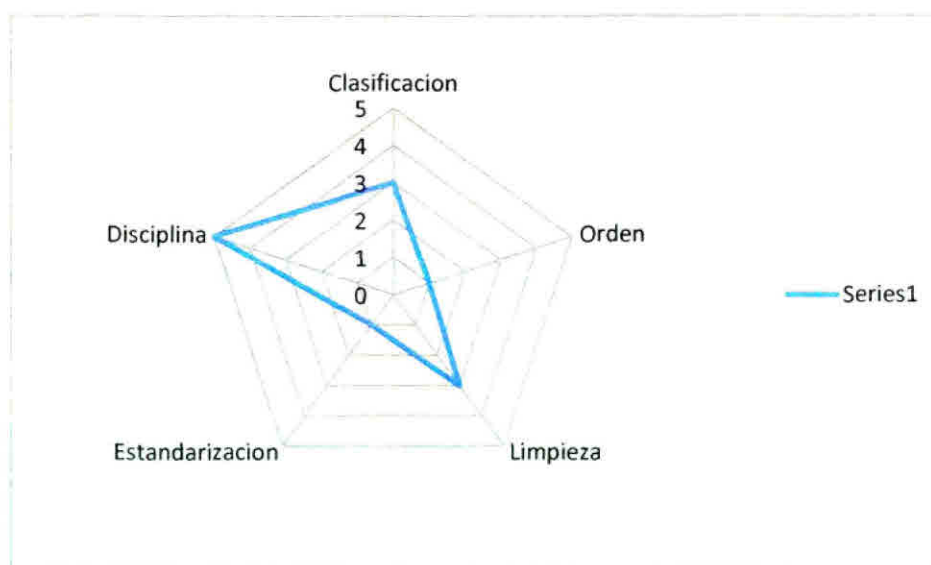 Clasificacion
5
4
3
2
1
0
Orden
Disciplina
Series1
Estandarizacion
Limpieza